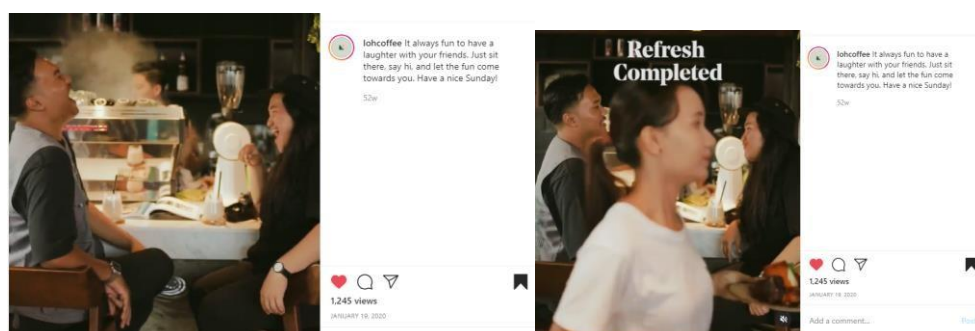 lohcoffee It always fun to have a
laughter with your friends. Just sit
there, say hi, and let the fun come
towards you. Have a nice Sunday!
52w
1,245 views
JANUARY 19, 2020
Refresh
Completed
lohcoffee It always fun to have a
laughter with your friends. Just sit
there, say hi, and let the fun come
towards you. Have a nice Sunday!
52w
1,245 views
JANUARY 19, 2020
Add a comment...
Post